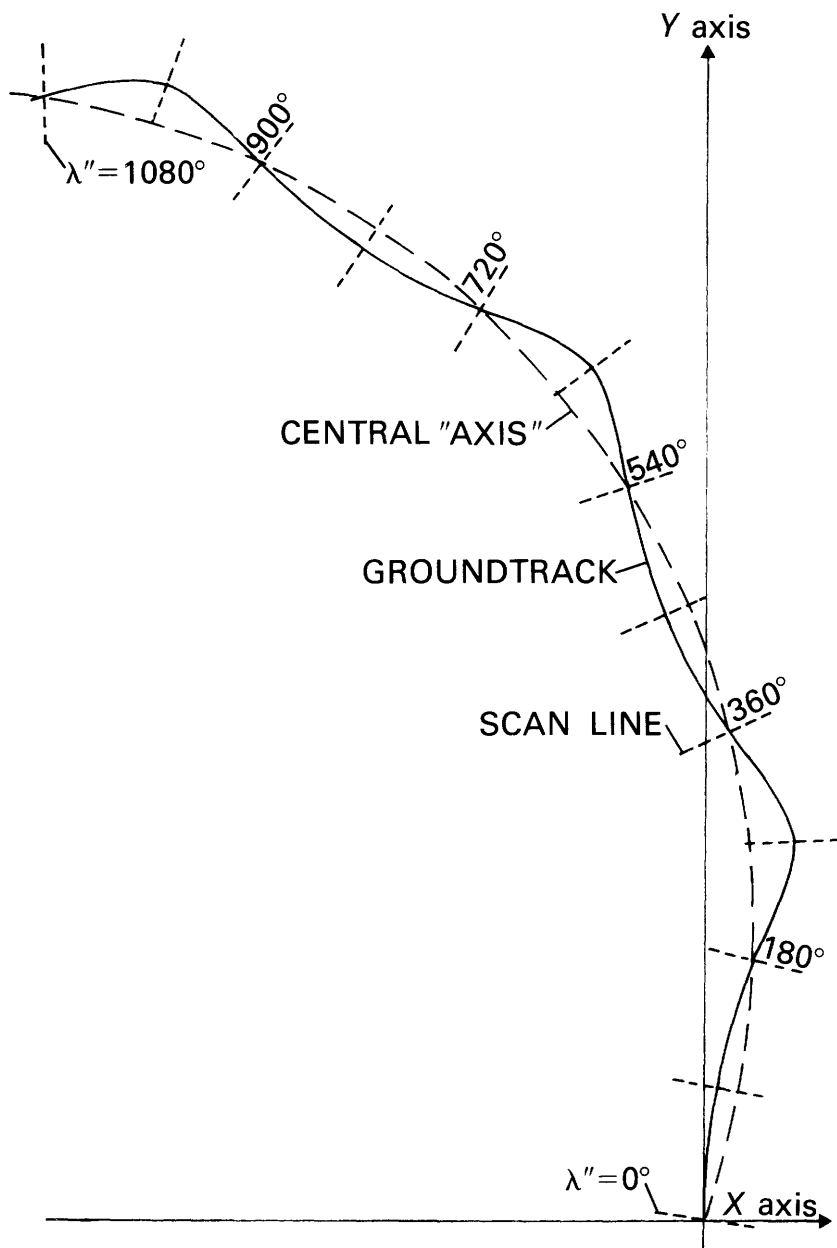 Y axis
900°
λ″=1080°
720°
CENTRAL "AXIS"
540°
GROUNDTRACK
360°
SCAN LINE
180°
λ″=0°
X axis